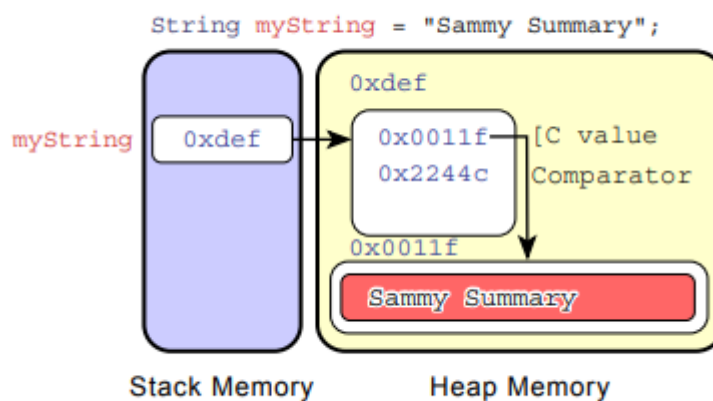 String myString = "Sammy Summary";
0xdef
myString 0xdef 0x0011f [C value
0x2244c Comparator
0x0011f
Sammy Summary
Stack Memory Heap Memory